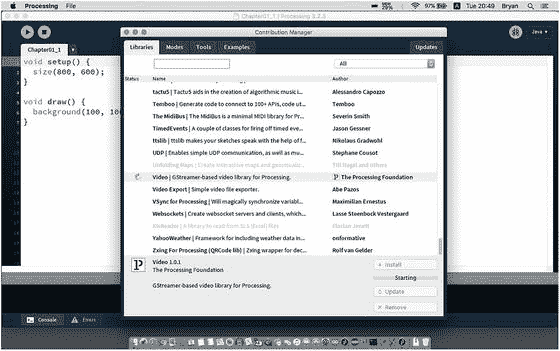 Processing File
97% Tue 20:49 Bryan
Chapter01_1 | Processing 3.2.3
Java
Chapter01_1
void setup() {
size(800, 600);
}
void draw() {
background(100, 10
}
Contribution Manager
Libraries Modes Tools Examples Updates
All
Status Name Author
tactu5 | Tactu5 aids in the creation of algorithmic music i... Alessandro Capozzo
Temboo | Generate code to connect to 100+ APIs, code ut... Temboo
The MidiBus | The MidiBus is a minimal MIDI library for Pr... Severin Smith
TimedEvents | A couple of classes for firing off timed eve... Jason Gessner
ttslib | ttslib makes your sketches speak with the help of f... Nikolaus Gradwohl
UDP | Enables simple UDP communication, as well as mu... Stephane Cousot
Unfolding Maps | Create interactive maps and geovisualiz... Till Nagel and others
Video | GStreamer-based video library for Processing. The Processing Foundation
Video Export | Simple video file exporter. Abe Pazos
VSync for Processing | Will magically synchronize variabl... Maximilian Ernestus
Websockets | Create websocket servers and clients, which... Lasse Steenbock Vestergaard
XlsReader | A library to read from XLS (Excel) files Florian Jenett
YahooWeather | Framework for including weather data in... onformative
Zxing For Processing (QRCode lib) | Zxing wrapper for dec... Rolf van Gelder
Video 1.0.1
The Processing Foundation
GStreamer-based video library for Processing.
Install
Starting
Update
Remove
Console Errors